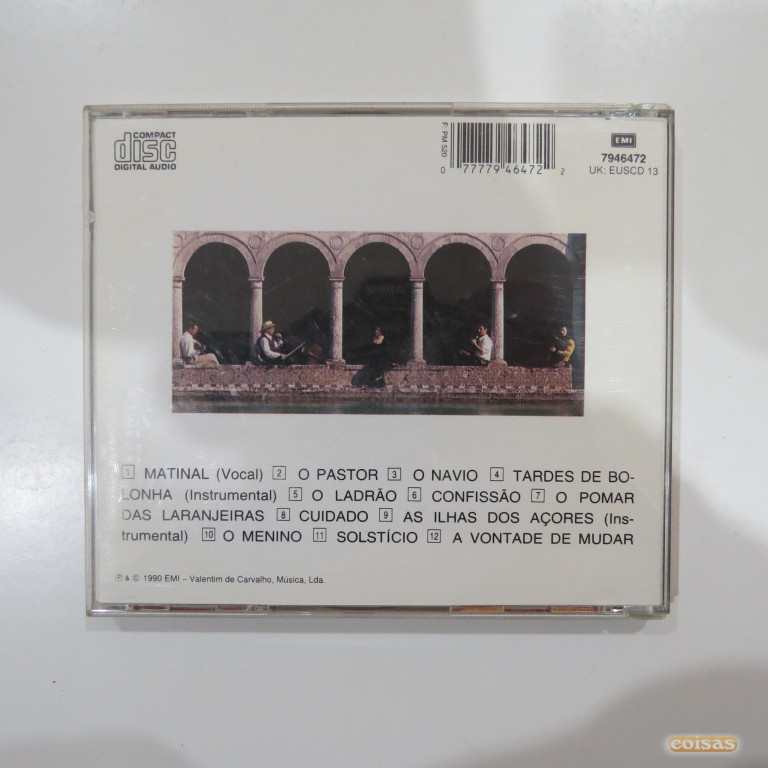 COMPACT
disc
DIGITAL AUDIO
F: PM 520
0 77779 46472 2
EMI
7946472
UK: EUSCD 13
1 MATINAL (Vocal) 2 O PASTOR 3 O NAVIO 4 TARDES DE BO-
LONHA (Instrumental) 5 O LADRÃO 6 CONFISSÃO 7 O POMAR
DAS LARANJEIRAS 8 CUIDADO 9 AS ILHAS DOS AÇORES (Ins-
trumental) 10 O MENINO 11 SOLSTÍCIO 12 A VONTADE DE MUDAR
℗ & © 1990 EMI – Valentim de Carvalho, Música, Lda.
coisas